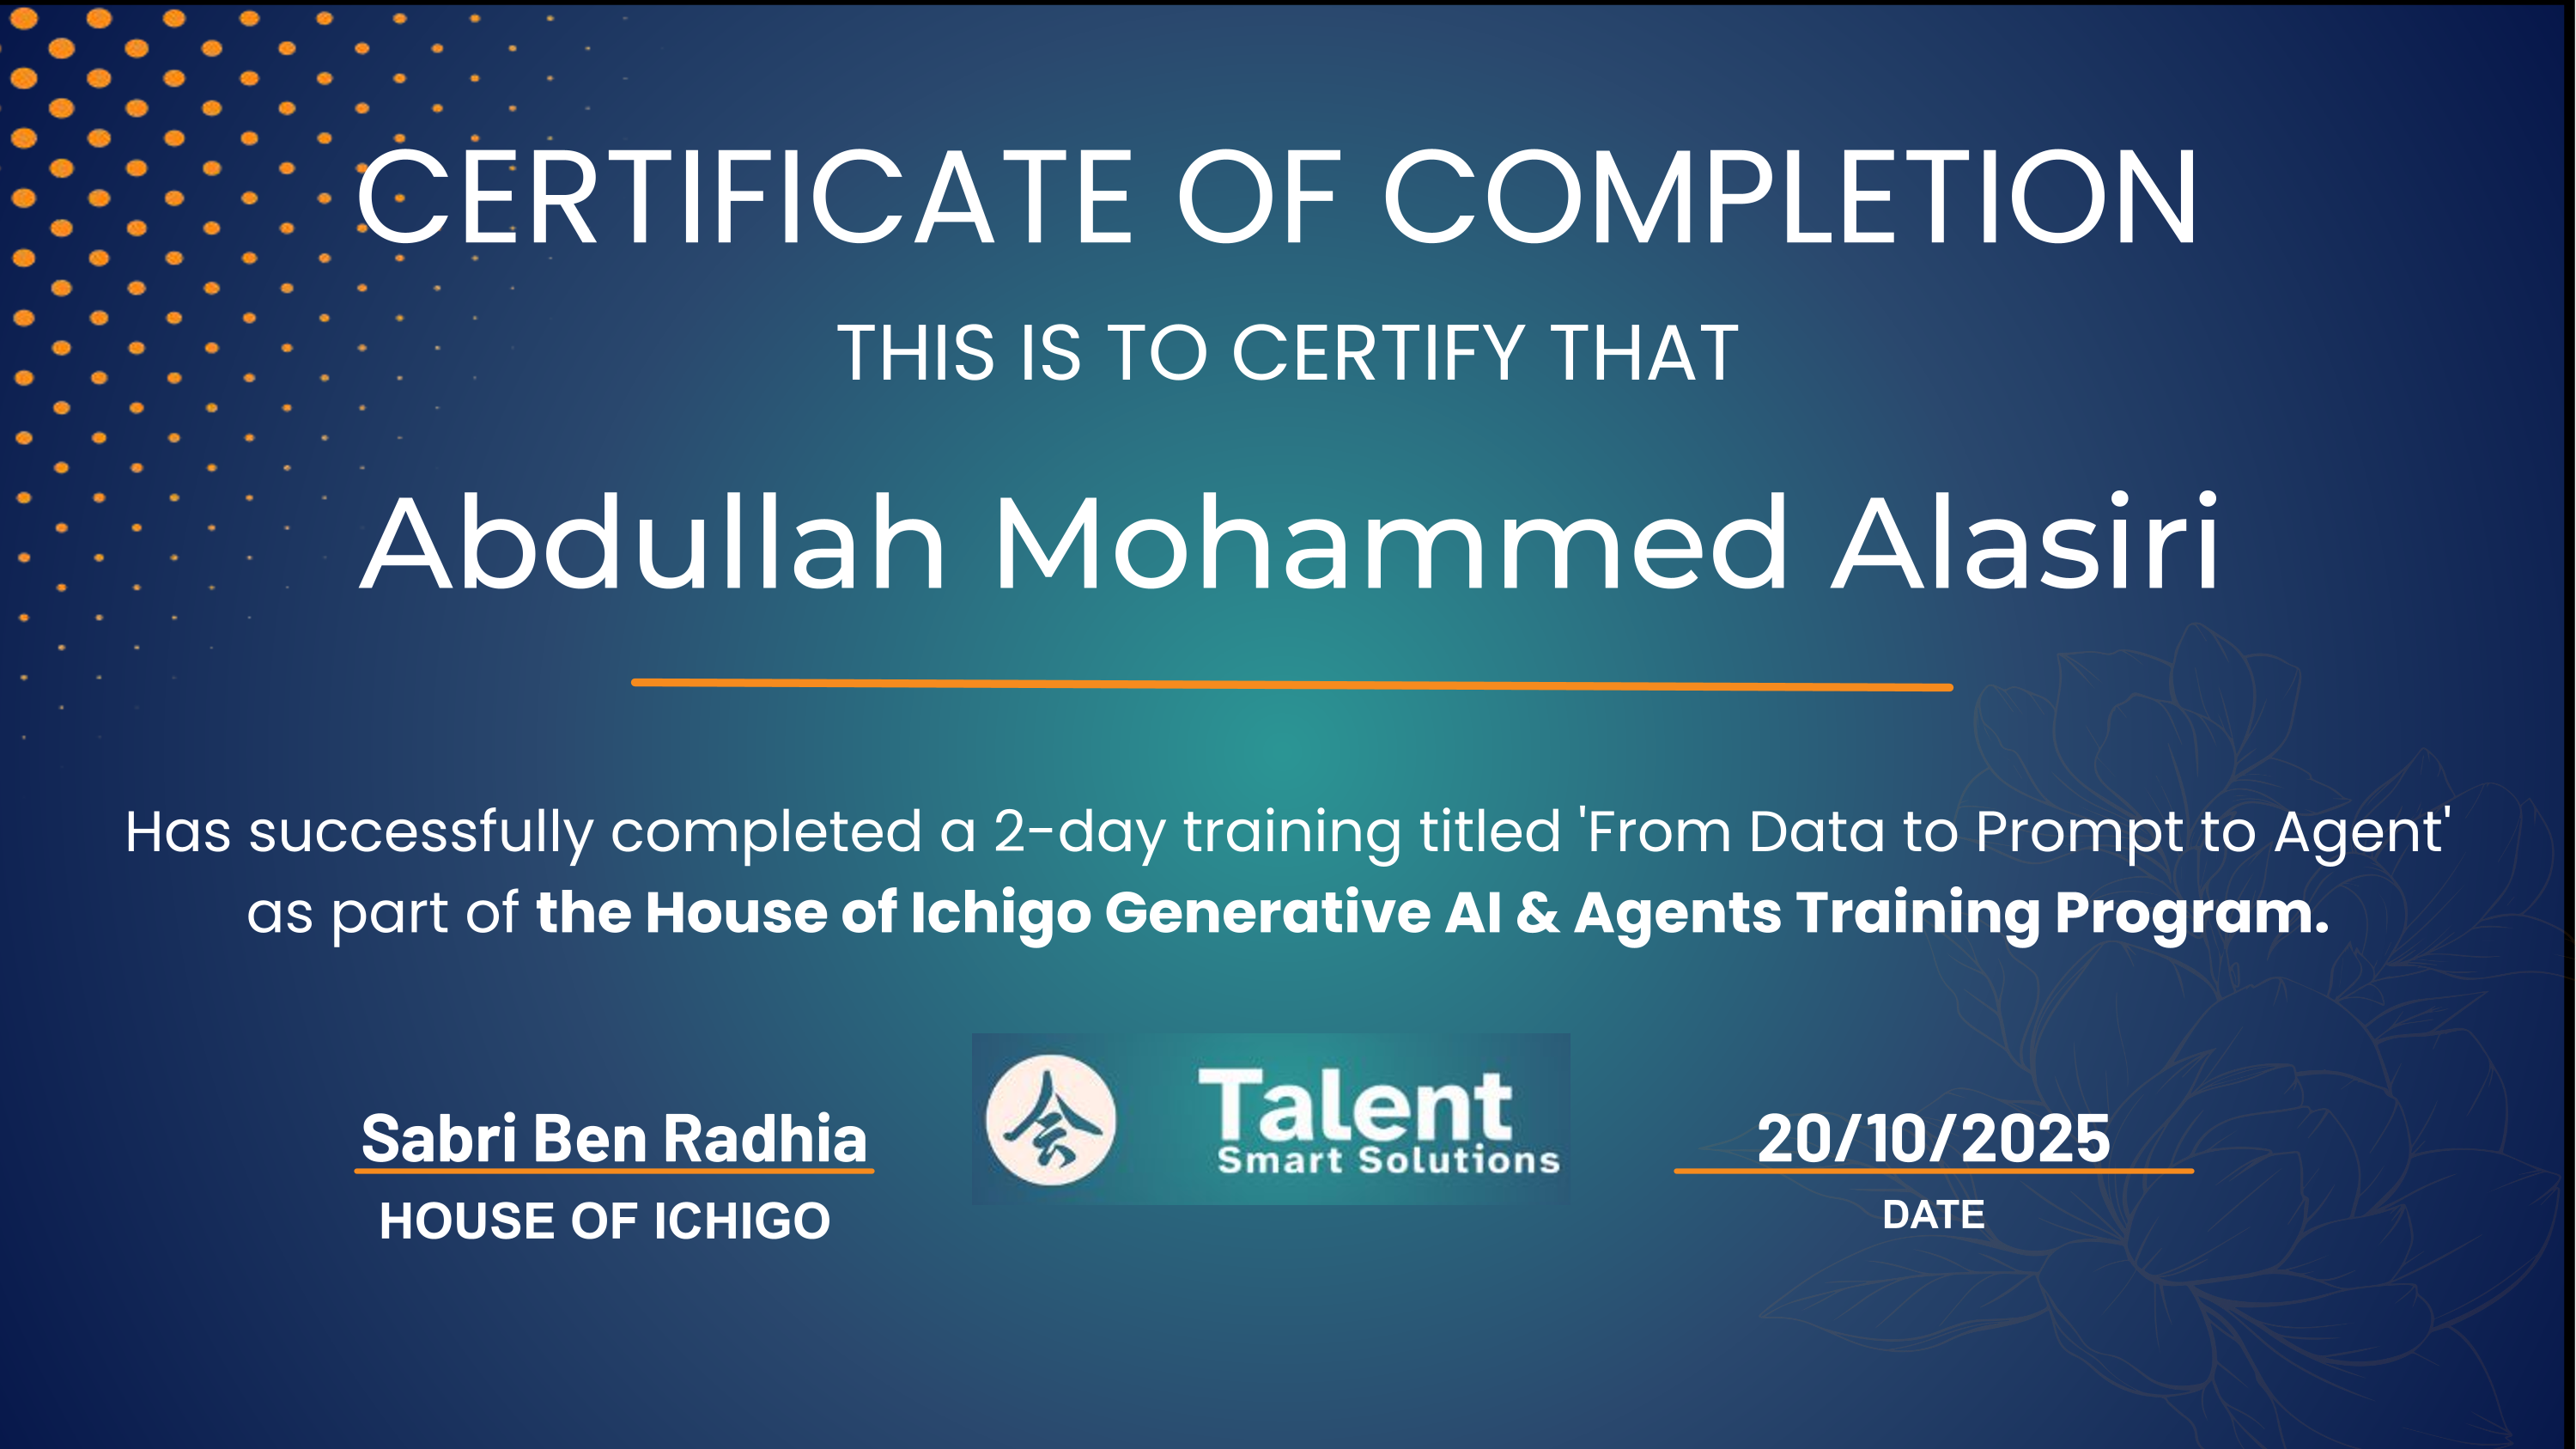 CERTIFICATE OF COMPLETION
THIS IS TO CERTIFY THAT
Abdullah Mohammed Alasiri
Has successfully completed a 2-day training titled 'From Data to Prompt to Agent'
as part of the House of Ichigo Generative AI & Agents Training Program.
Sabri Ben Radhia
HOUSE OF ICHIGO
Talent
Smart Solutions
20/10/2025
DATE